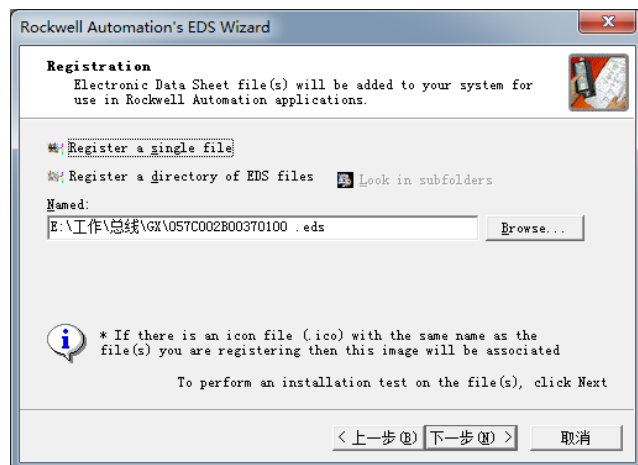 Rockwell Automation's EDS Wizard
Registration
Electronic Data Sheet file(s) will be added to your system for
use in Rockwell Automation applications.
Register a single file
Register a directory of EDS files Look in subfolders
Named:
E:\工作\总线\GX\057C002B00370100 .eds Browse...
* If there is an icon file (.ico) with the same name as the
file(s) you are registering then this image will be associated
To perform an installation test on the file(s), click Next
< 上一步(B) 下一步(N) > 取消